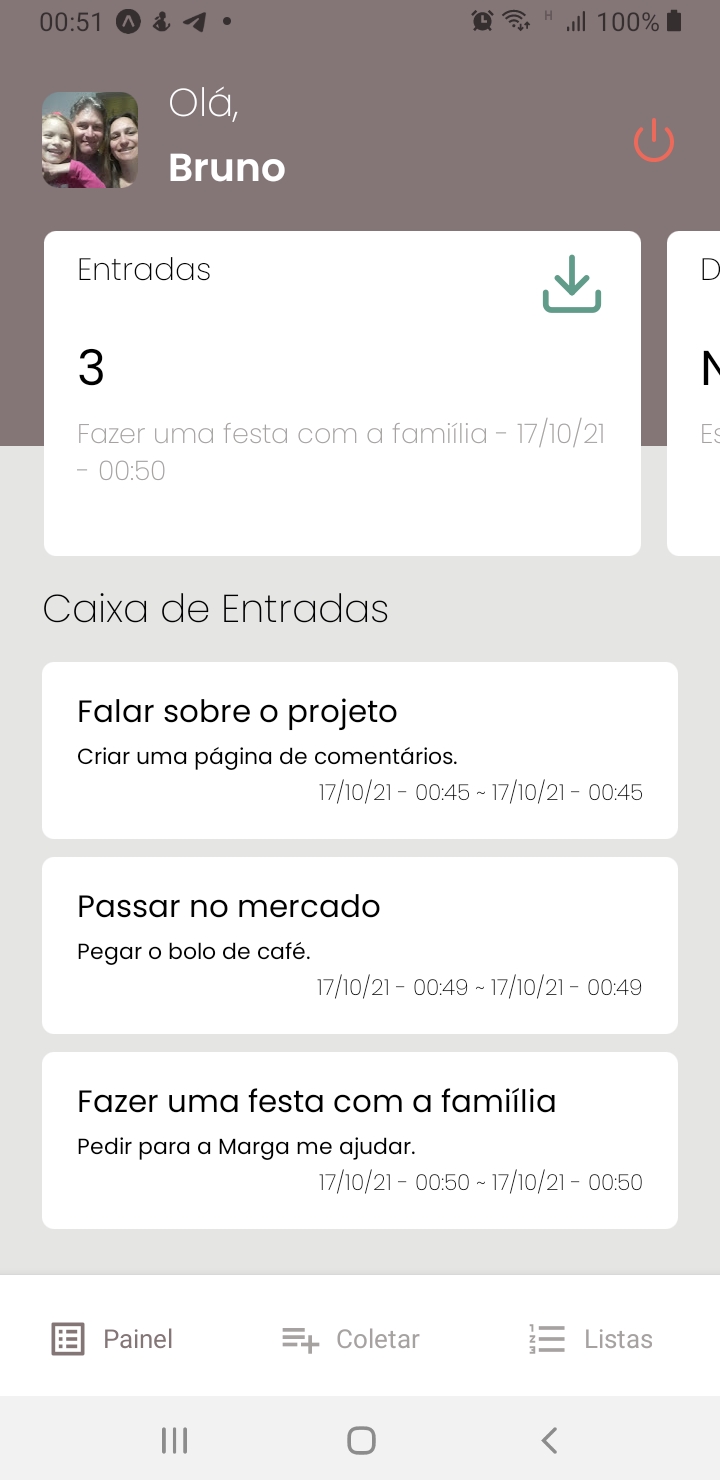 00:51
H
100%
Olá,
Bruno
Entradas
3
Fazer uma festa com a famiília - 17/10/21
- 00:50
D
N
Es
Caixa de Entradas
Falar sobre o projeto
Criar uma página de comentários.
17/10/21 - 00:45 ~ 17/10/21 - 00:45
Passar no mercado
Pegar o bolo de café.
17/10/21 - 00:49 ~ 17/10/21 - 00:49
Fazer uma festa com a famiília
Pedir para a Marga me ajudar.
17/10/21 - 00:50 ~ 17/10/21 - 00:50
Painel
Coletar
Listas